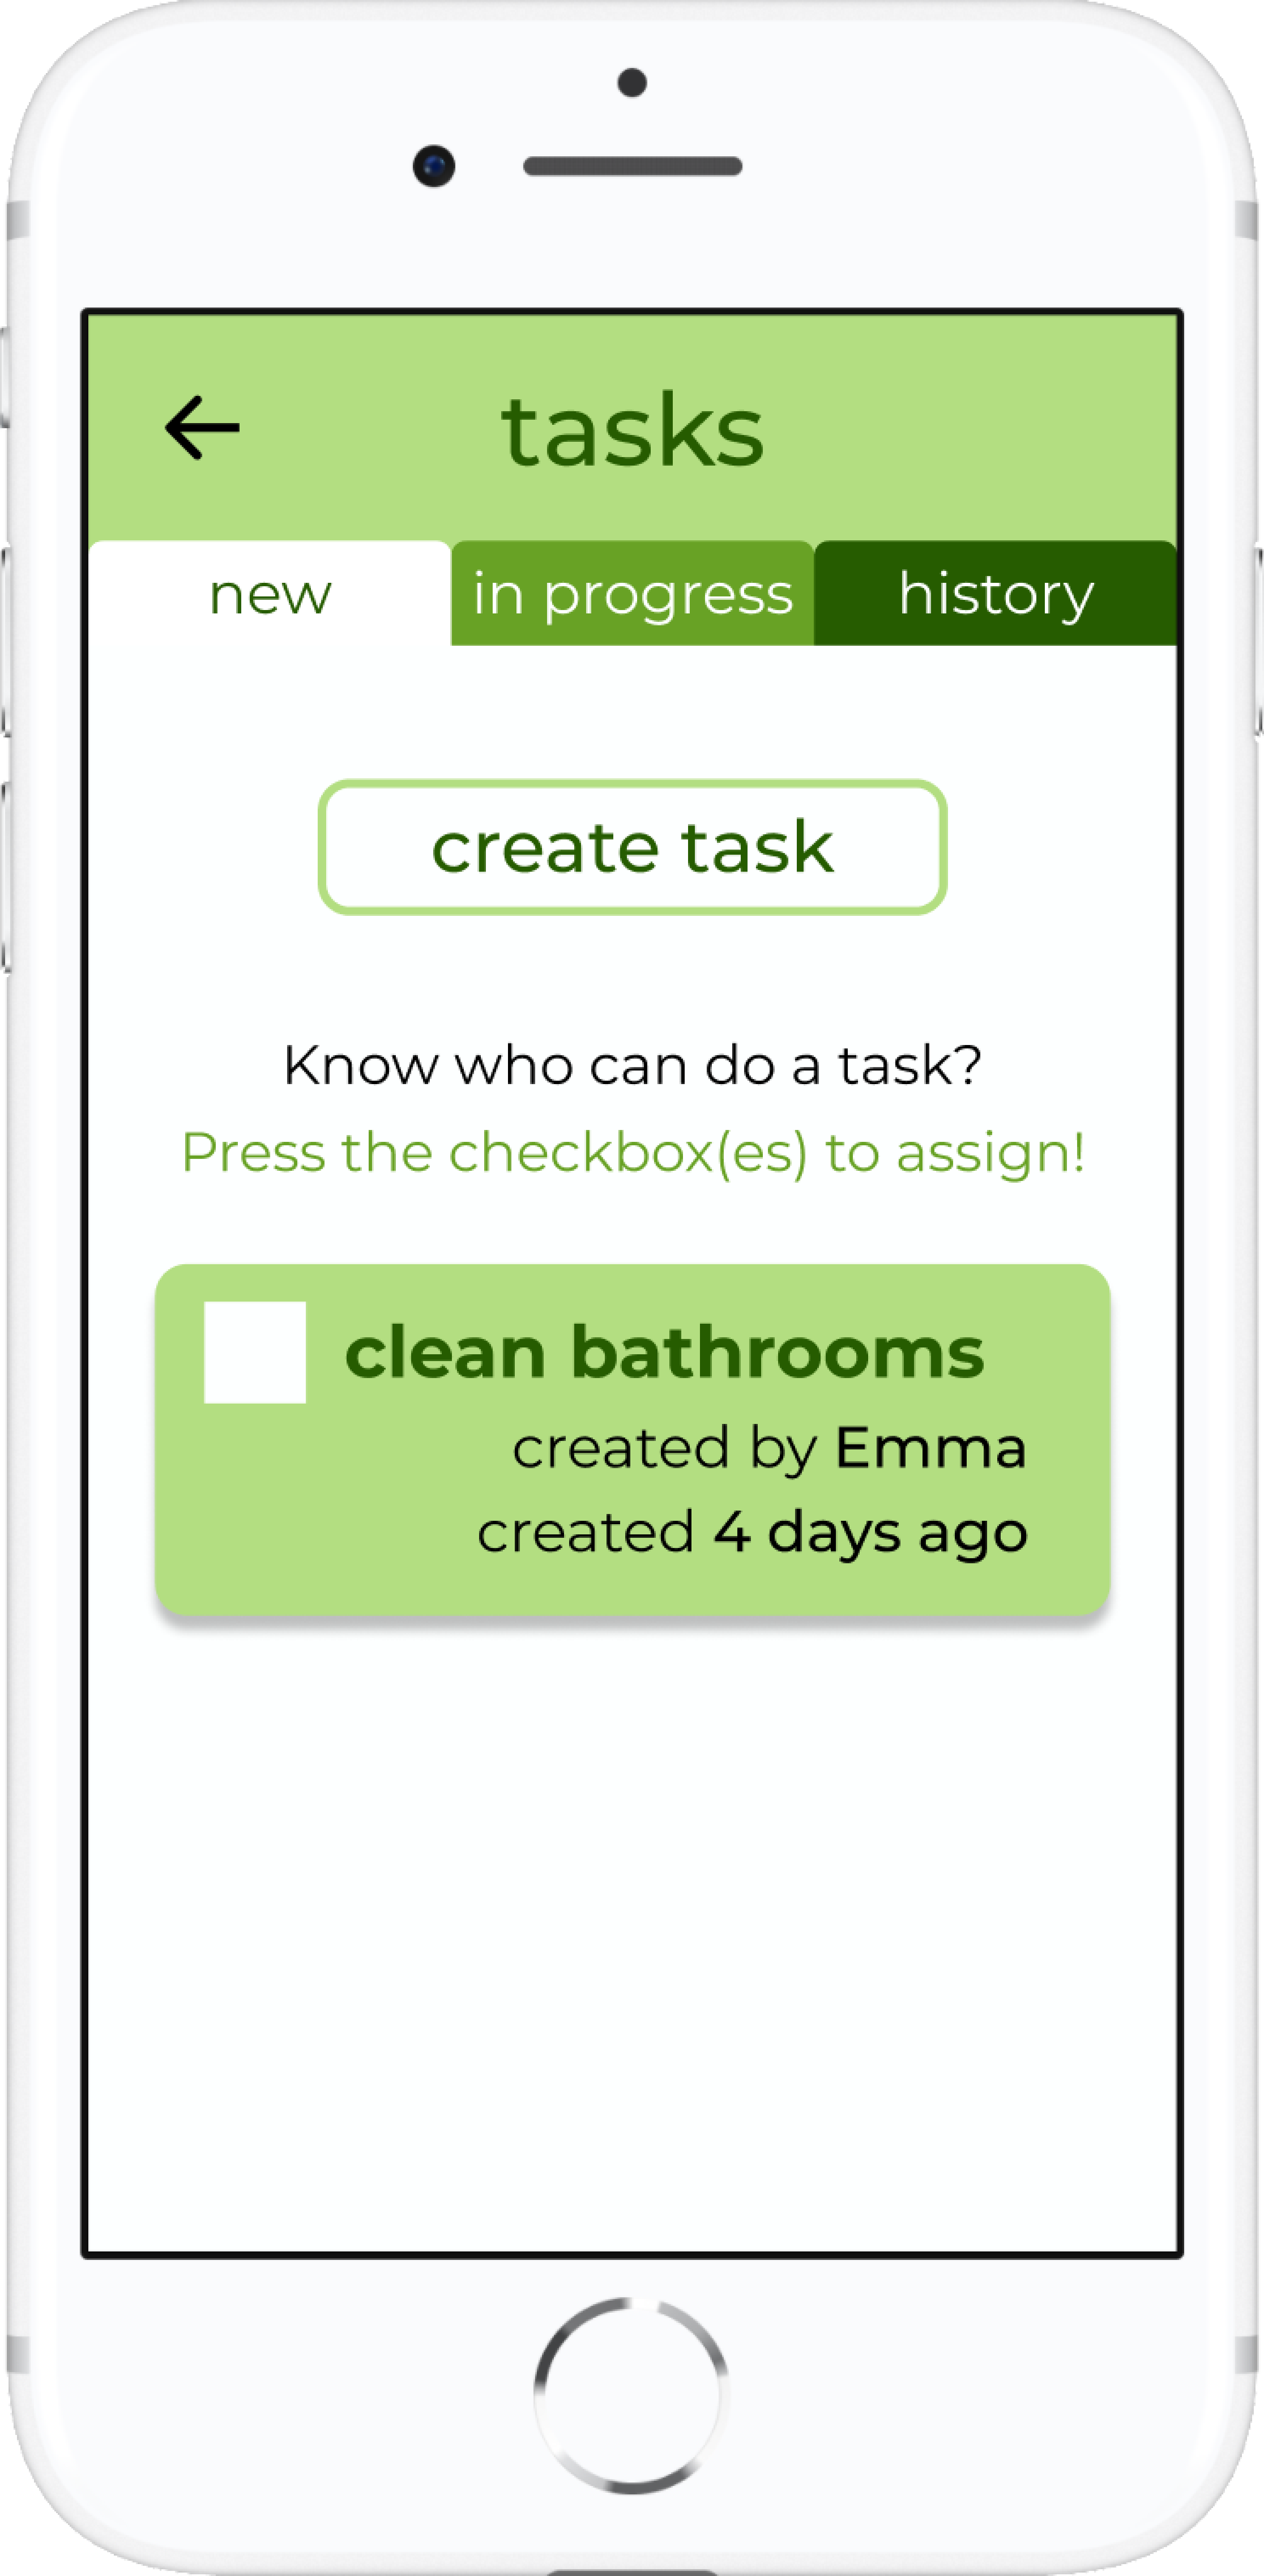 tasks
new
in progress
history
create task
Know who can do a task?
Press the checkbox(es) to assign!
clean bathrooms
created by Emma
created 4 days ago